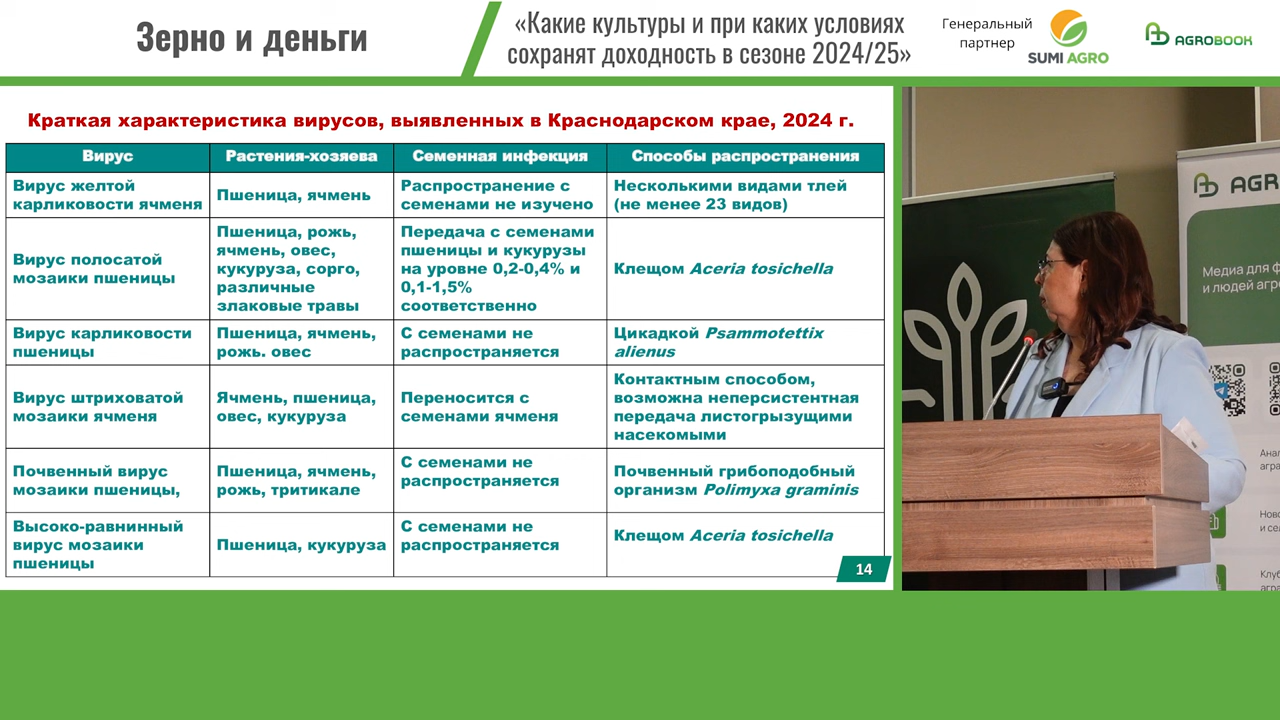 Зерно и деньги
«Какие культуры и при каких условиях
сохранят доходность в сезоне 2024/25»
Генеральный
партнер
SUMI AGRO
AGROBOOK
Краткая характеристика вирусов, выявленных в Краснодарском крае, 2024 г.
Вирус
Растения-хозяева
Семенная инфекция
Способы распространения
Вирус желтой
карликовости ячменя
Пшеница, ячмень
Распространение с
семенами не изучено
Несколькими видами тлей
(не менее 23 видов)
Вирус полосатой
мозаики пшеницы
Пшеница, рожь,
ячмень, овес,
кукуруза, сорго,
различные
злаковые травы
Передача с семенами
пшеницы и кукурузы
на уровне 0,2-0,4% и
0,1-1,5%
соответственно
Клещом Aceria tosichella
Вирус карликовости
пшеницы
Пшеница, ячмень,
рожь. овес
С семенами не
распространяется
Цикадкой Psammotettix
alienus
Вирус штриховатой
мозаики ячменя
Ячмень, пшеница,
овес, кукуруза
Переносится с
семенами ячменя
Контактным способом,
возможна неперсистентная
передача листогрызущими
насекомыми
Почвенный вирус
мозаики пшеницы,
Пшеница, ячмень,
рожь, тритикале
С семенами не
распространяется
Почвенный грибоподобный
организм Polimyxa graminis
Высоко-равнинный
вирус мозаики
пшеницы
Пшеница, кукуруза
С семенами не
распространяется
Клещом Aceria tosichella
14
AGR
Медиа для ф
и людей агр
Анал
агра
Ново
и се
Клуб
агра